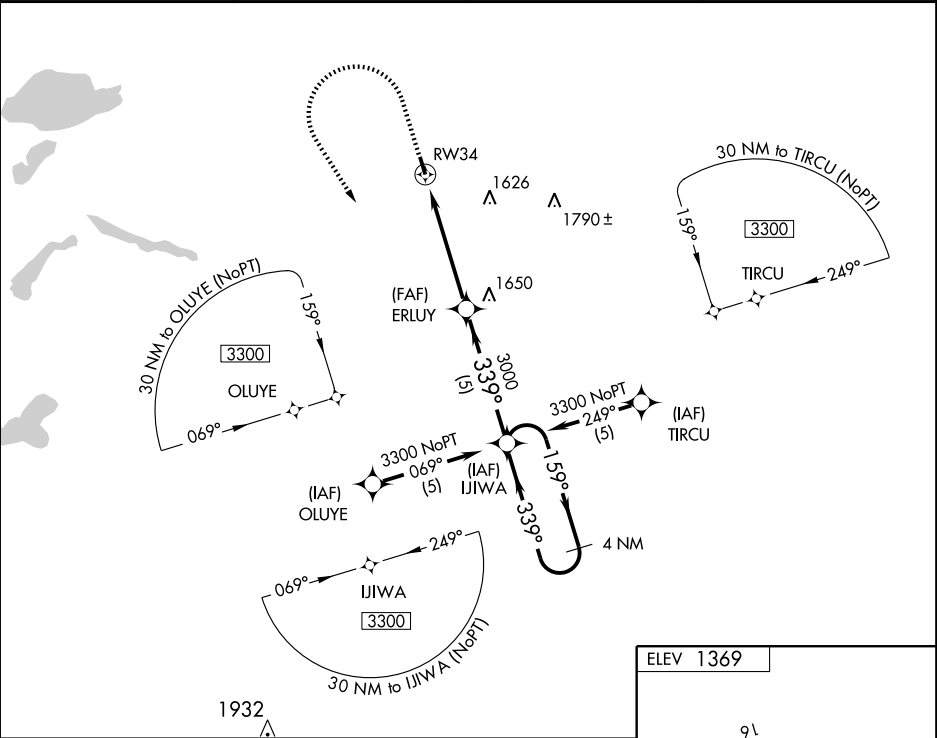 RW34
1626
1790 ±
30 NM to TIRCU (NoPT)
159°
3300
TIRCU
249°
(FAF)
ERLUY
1650
30 NM to OLUYE (NoPT)
159°
3300
OLUYE
069°
3000
339°
(5)
3300 NoPT
249°
(5)
(IAF)
TIRCU
3300 NoPT
069°
(5)
(IAF)
IJIWA
(IAF)
OLUYE
159°
339°
4 NM
069°
249°
IJIWA
3300
30 NM to IJIWA (NoPT)
ELEV 1369
1932
16